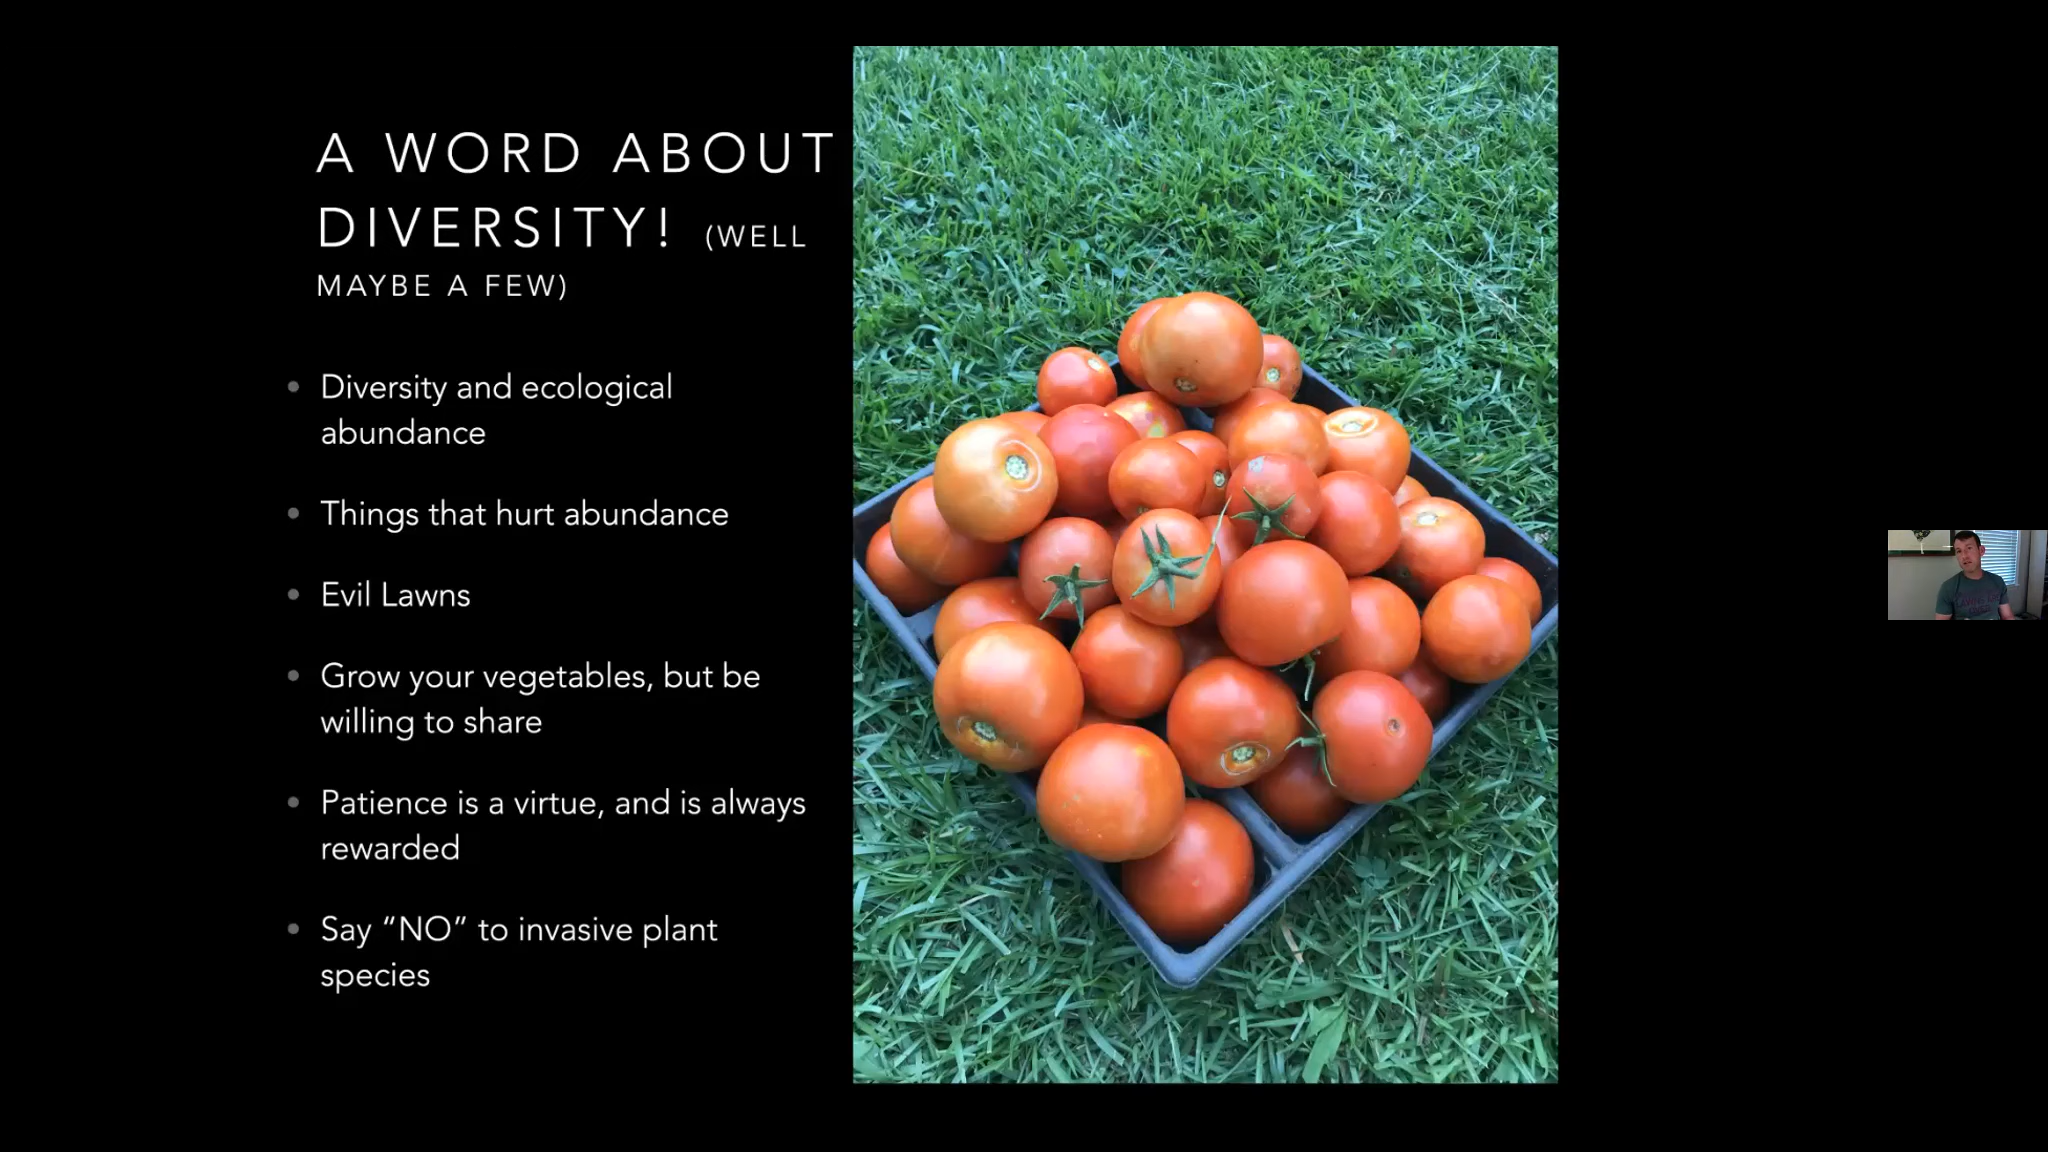 A WORD ABOUT
DIVERSITY! (WELL
MAYBE A FEW)
• Diversity and ecological
abundance
• Things that hurt abundance
• Evil Lawns
• Grow your vegetables, but be
willing to share
• Patience is a virtue, and is always
rewarded
• Say “NO” to invasive plant
species